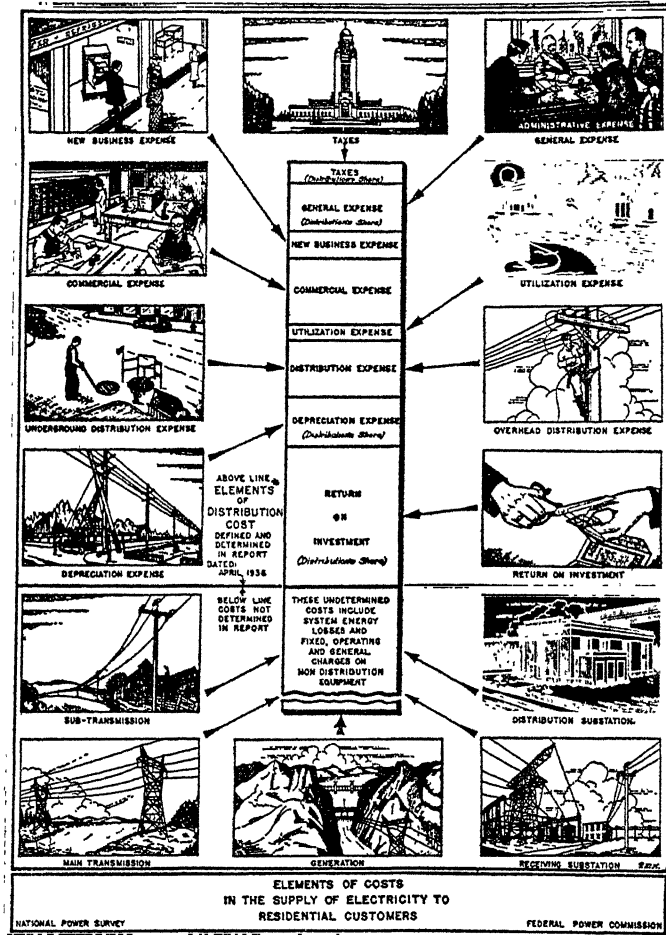 NEW BUSINESS EXPENSE
TAXES
ADMINISTRATIVE EXPENSE
GENERAL EXPENSE
TAXES
(Distributions Share)
GENERAL EXPENSE
(Distributions Share)
NEW BUSINESS EXPENSE
COMMERCIAL EXPENSE
UTILIZATION EXPENSE
DISTRIBUTION EXPENSE
DEPRECIATION EXPENSE
(Distributions Share)
RETURN
ON
INVESTMENT
(Distributions Share)
THESE UNDETERMINED
COSTS INCLUDE
SYSTEM ENERGY
LOSSES AND
FIXED, OPERATING
AND GENERAL
CHARGES ON
NON DISTRIBUTION
EQUIPMENT
COMMERCIAL EXPENSE
UTILIZATION EXPENSE
UNDERGROUND DISTRIBUTION EXPENSE
OVERHEAD DISTRIBUTION EXPENSE
DEPRECIATION EXPENSE
ABOVE LINE
ELEMENTS
OF
DISTRIBUTION
COST
DEFINED AND
DETERMINED
IN REPORT
DATED:
APRIL 1936
BELOW LINE
COSTS NOT
DETERMINED
IN REPORT
RETURN ON INVESTMENT
SUB-TRANSMISSION
DISTRIBUTION SUBSTATION
MAIN TRANSMISSION
GENERATION
RECEIVING SUBSTATION
ELEMENTS OF COSTS
IN THE SUPPLY OF ELECTRICITY TO
RESIDENTIAL CUSTOMERS
NATIONAL POWER SURVEY
FEDERAL POWER COMMISSION